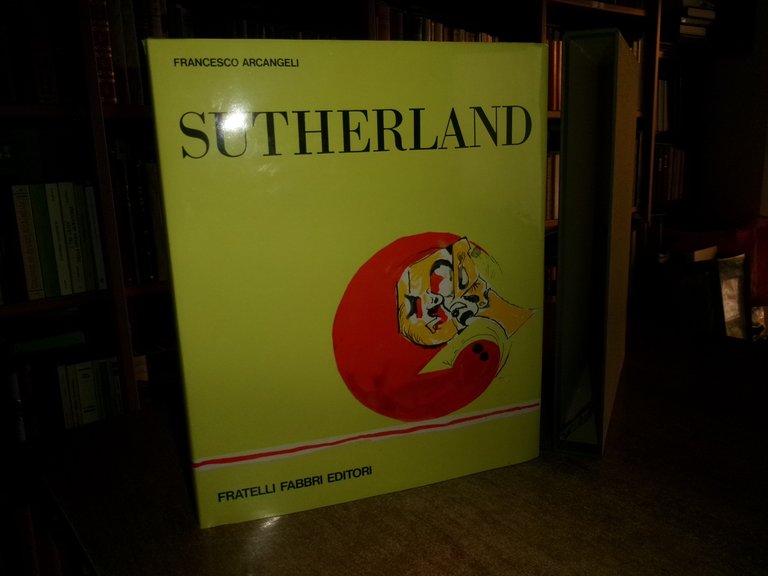 FRANCESCO ARCANGELI
SUTHERLAND
FRATELLI FABBRI EDITORI